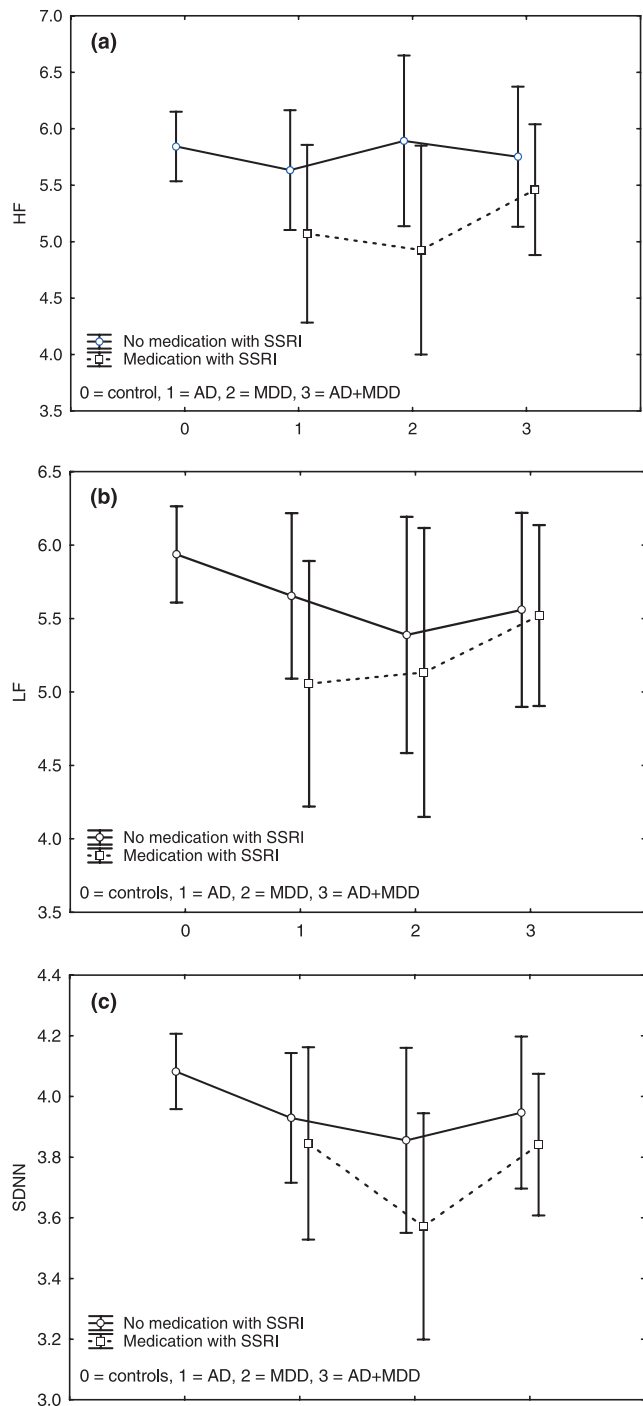 (a)
7.0
6.5
6.0
5.5
5.0
4.5
4.0
3.5
HF
No medication with SSRI
Medication with SSRI
0 = control, 1 = AD, 2 = MDD, 3 = AD+MDD
0 1 2 3
(b)
6.5
6.0
5.5
5.0
4.5
4.0
3.5
LF
No medication with SSRI
Medication with SSRI
0 = controls, 1 = AD, 2 = MDD, 3 = AD+MDD
0 1 2 3
(c)
4.4
4.2
4.0
3.8
3.6
3.4
3.2
3.0
SDNN
No medication with SSRI
Medication with SSRI
0 = controls, 1 = AD, 2 = MDD, 3 = AD+MDD